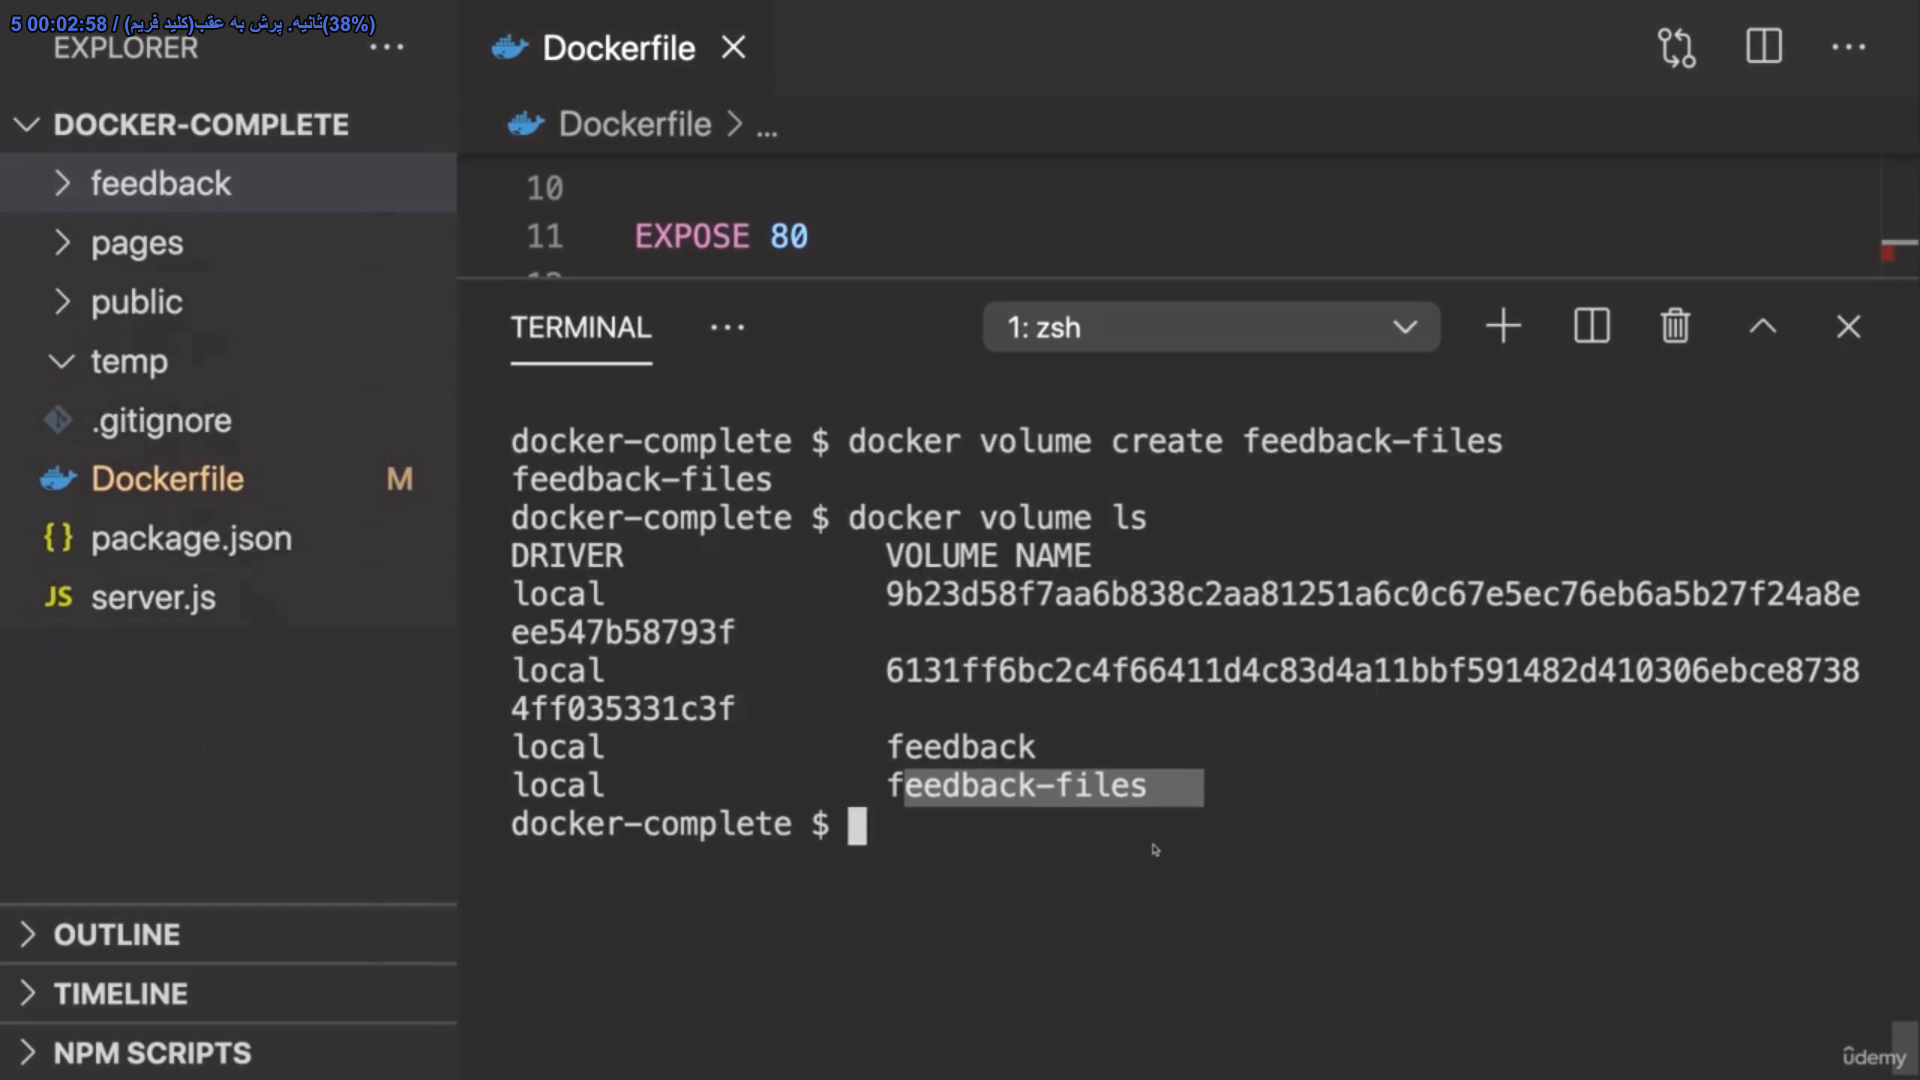 5 00:02:58 / (38%)ثانیه. پرش به عقب(کلید فریم)
EXPLORER ···
Dockerfile
···
DOCKER-COMPLETE
Dockerfile > ...
feedback
pages
public
temp
.gitignore
Dockerfile M
{ } package.json
JS server.js
OUTLINE
TIMELINE
NPM SCRIPTS
10
11 EXPOSE 80
TERMINAL ···
1: zsh
docker-complete $ docker volume create feedback-files
feedback-files
docker-complete $ docker volume ls
DRIVER VOLUME NAME
local 9b23d58f7aa6b838c2aa81251a6c0c67e5ec76eb6a5b27f24a8e
ee547b58793f
local 6131ff6bc2c4f66411d4c83d4a11bbf591482d410306ebce8738
4ff035331c3f
local feedback
local feedback-files
docker-complete $
ûdemy